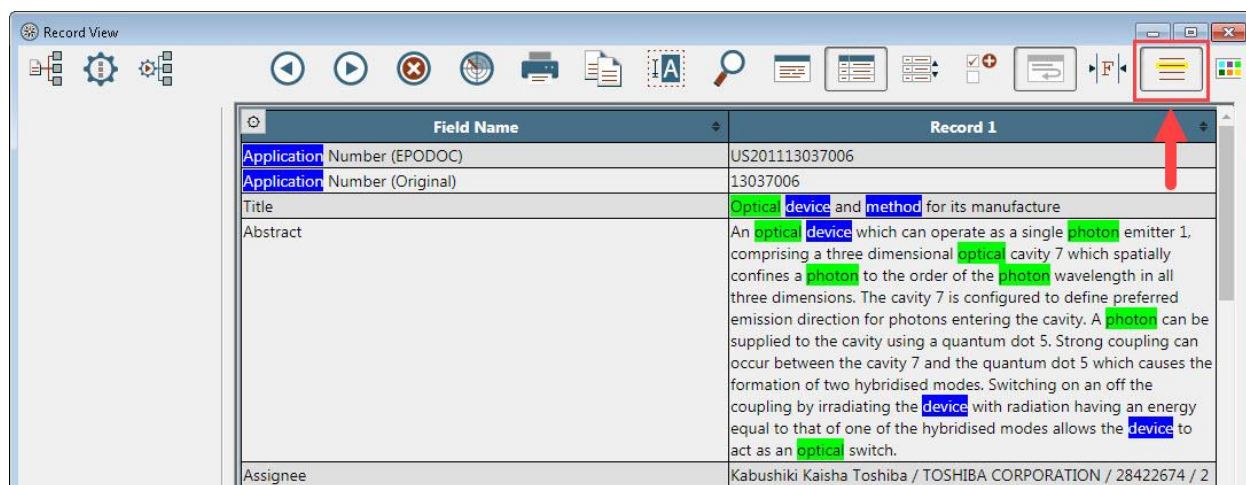 Record View
A
F
Field Name
Record 1
Application Number (EPODOC)
US201113037006
Application Number (Original)
13037006
Title
Optical device and method for its manufacture
Abstract
An optical device which can operate as a single photon emitter 1,
comprising a three dimensional optical cavity 7 which spatially
confines a photon to the order of the photon wavelength in all
three dimensions. The cavity 7 is configured to define preferred
emission direction for photons entering the cavity. A photon can be
supplied to the cavity using a quantum dot 5. Strong coupling can
occur between the cavity 7 and the quantum dot 5 which causes the
formation of two hybridised modes. Switching on an off the
coupling by irradiating the device with radiation having an energy
equal to that of one of the hybridised modes allows the device to
act as an optical switch.
Assignee
Kabushiki Kaisha Toshiba / TOSHIBA CORPORATION / 28422674 / 2